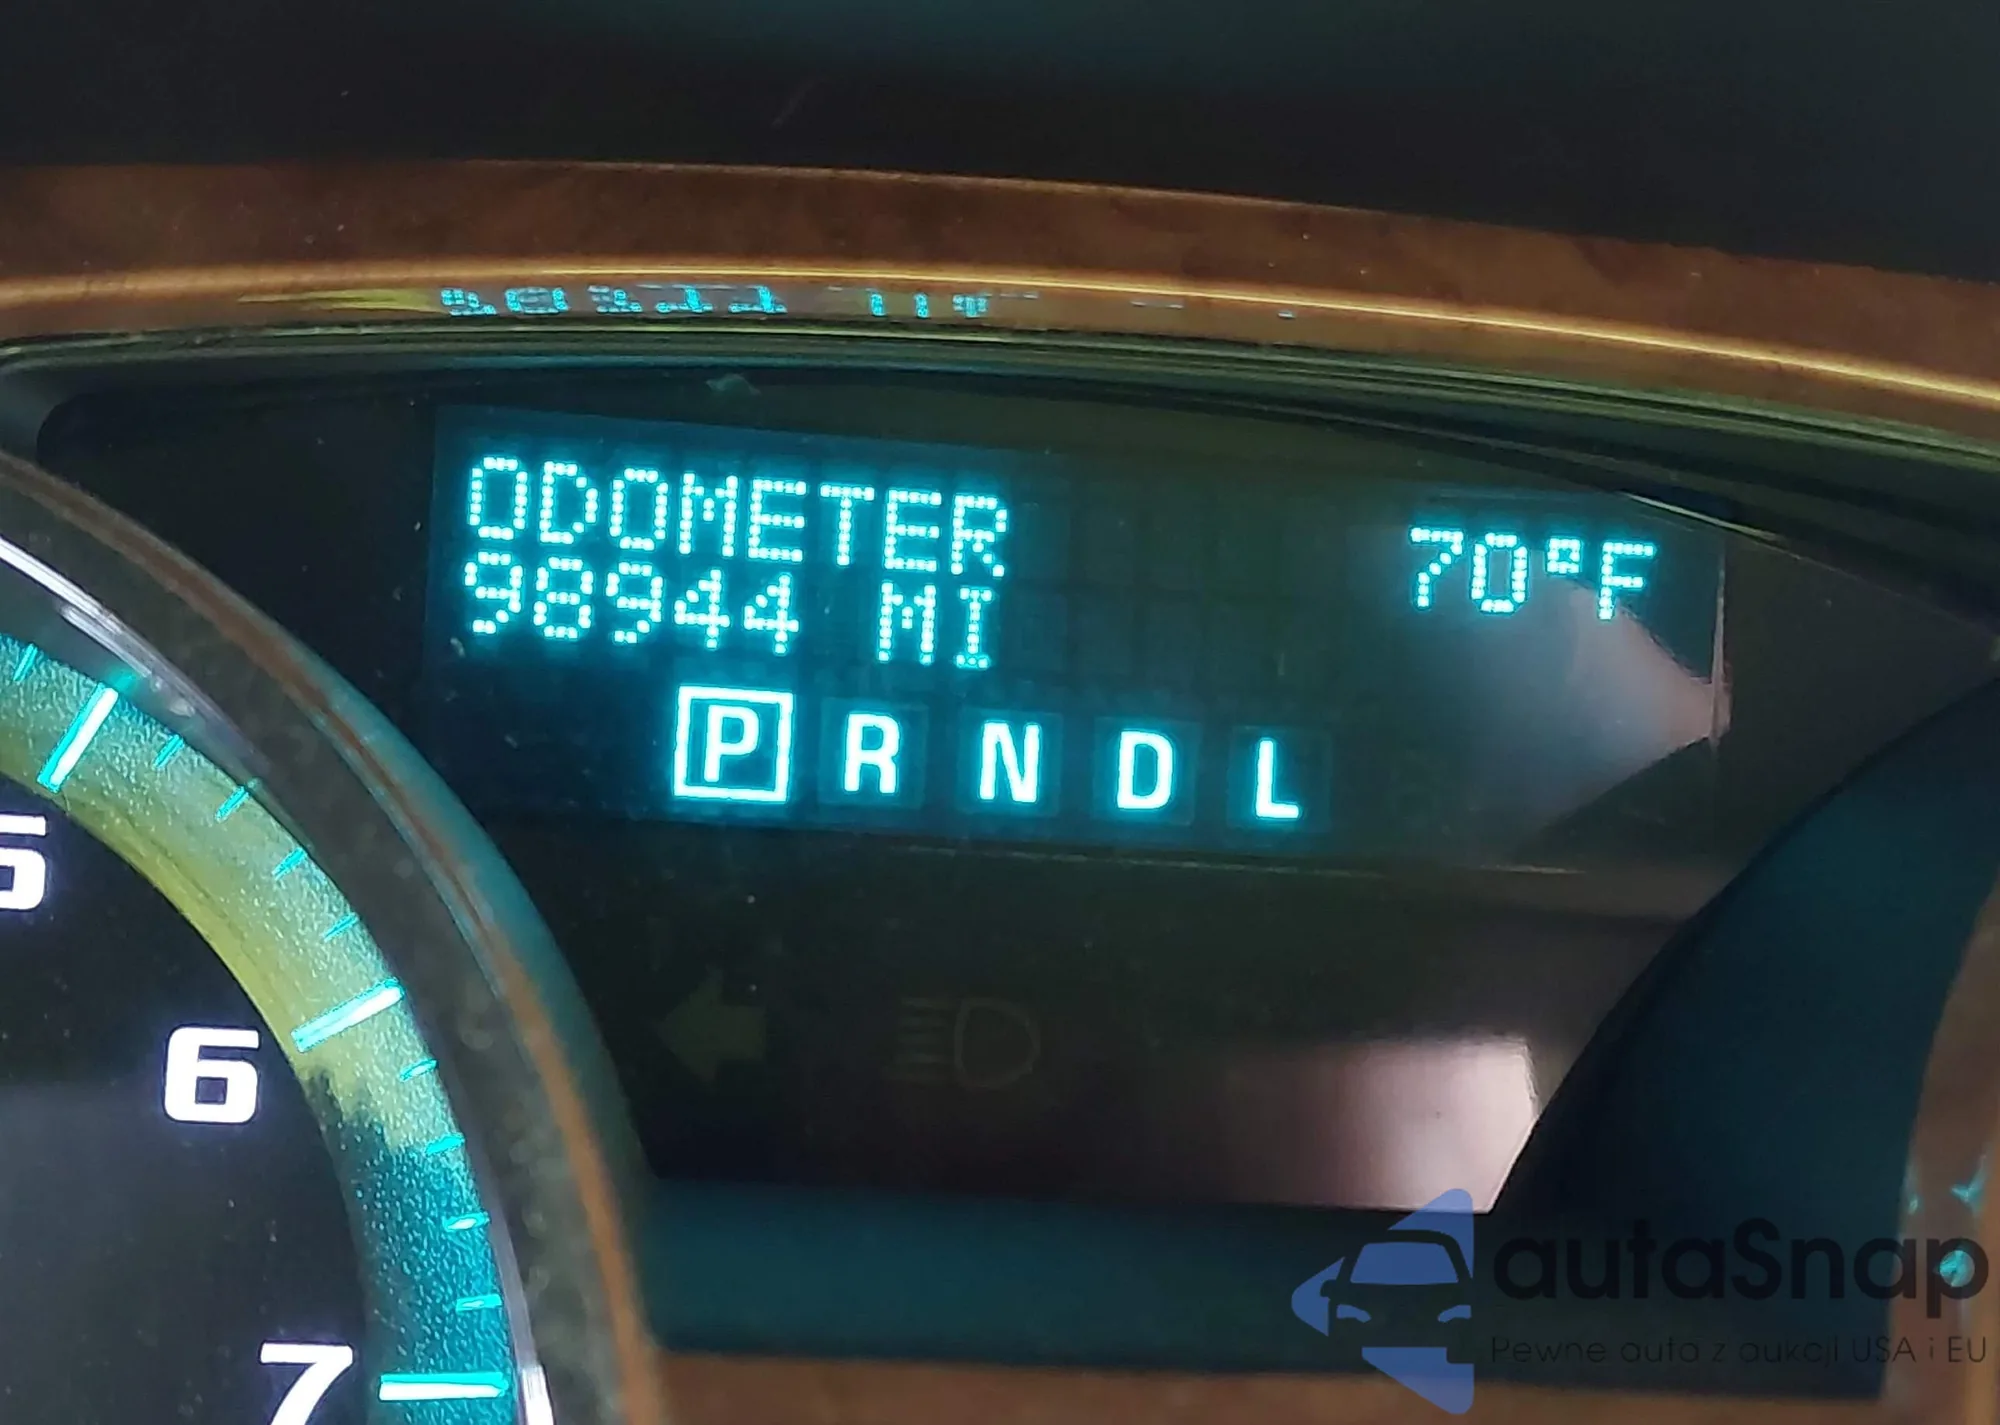 ODOMETER 70°F
98944 MI
P R N D L
5
6
7
autaSnap
Pewne auta z aukcji USA i EU